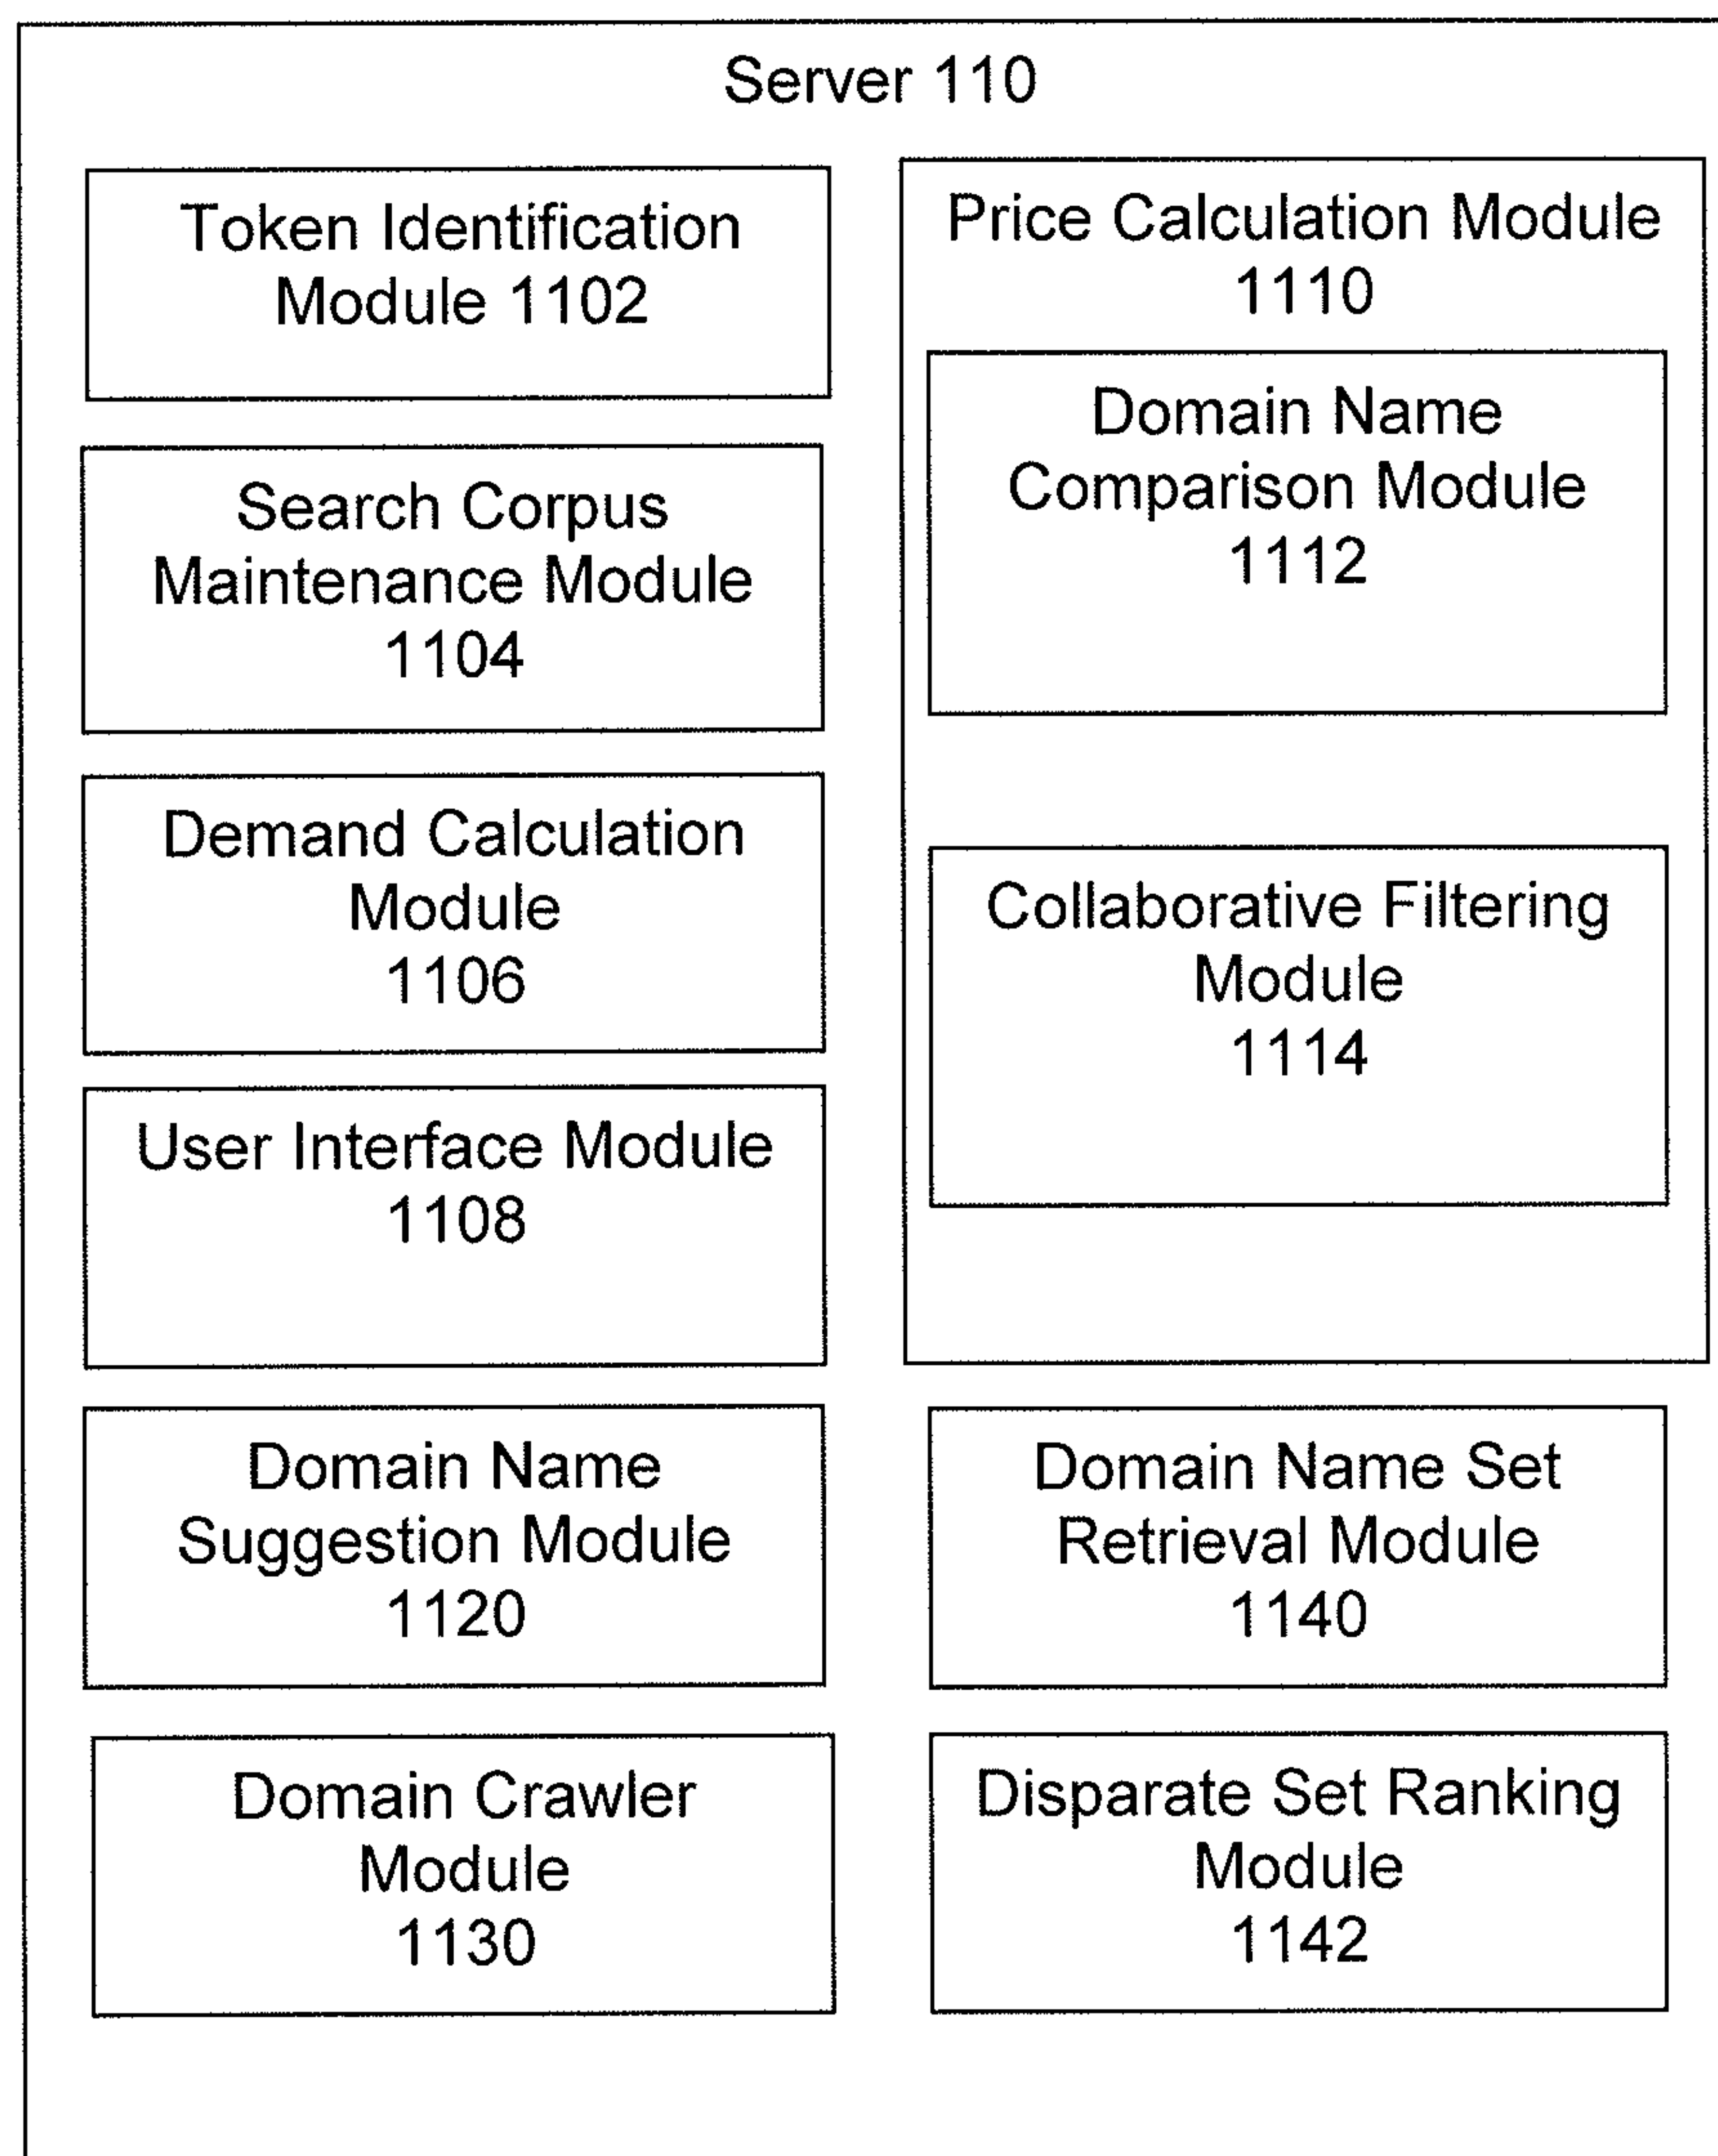 Server 110
Token Identification
Module 1102
Search Corpus
Maintenance Module
1104
Demand Calculation
Module
1106
User Interface Module
1108
Domain Name
Suggestion Module
1120
Domain Crawler
Module
1130
Price Calculation Module
1110
Domain Name
Comparison Module
1112
Collaborative Filtering
Module
1114
Domain Name Set
Retrieval Module
1140
Disparate Set Ranking
Module
1142